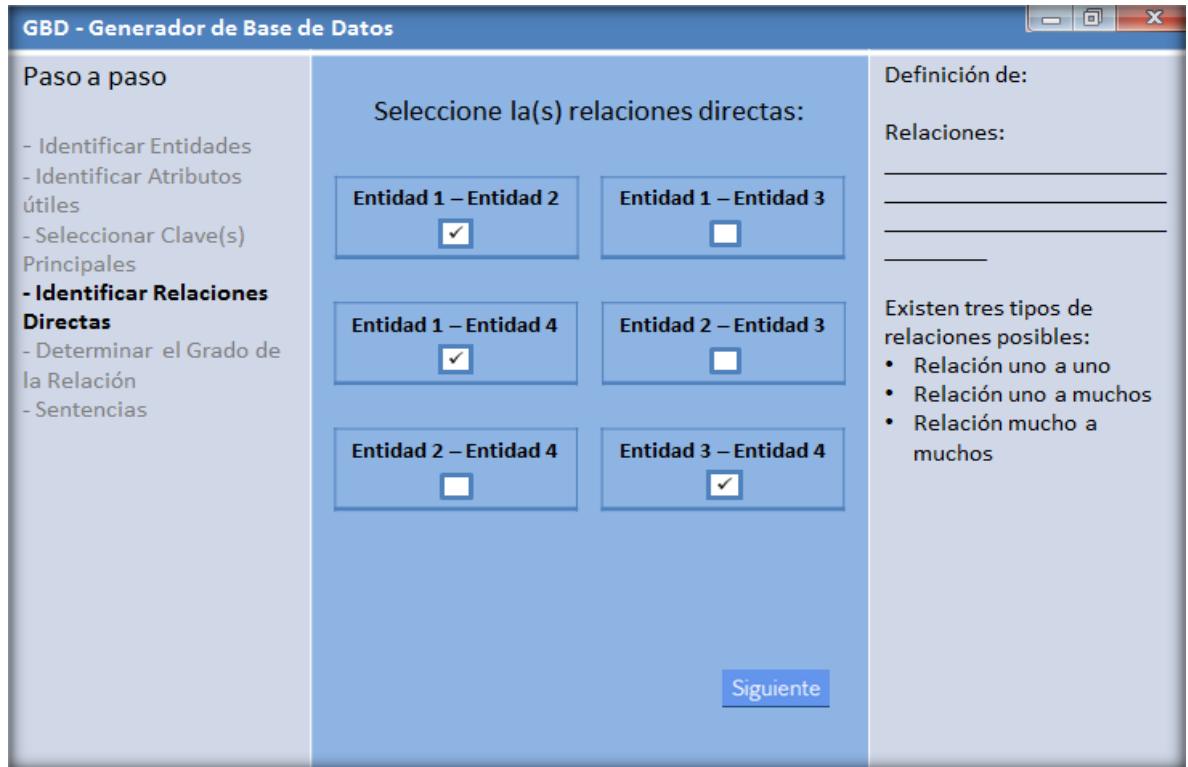 GBD - Generador de Base de Datos
Paso a paso
- Identificar Entidades
- Identificar Atributos
útiles
- Seleccionar Clave(s)
Principales
- Identificar Relaciones
Directas
- Determinar el Grado de
la Relación
- Sentencias
Seleccione la(s) relaciones directas:
Entidad 1 – Entidad 2
Entidad 1 – Entidad 3
Entidad 1 – Entidad 4
Entidad 2 – Entidad 3
Entidad 2 – Entidad 4
Entidad 3 – Entidad 4
Siguiente
Definición de:
Relaciones:
Existen tres tipos de
relaciones posibles:
• Relación uno a uno
• Relación uno a muchos
• Relación mucho a
muchos